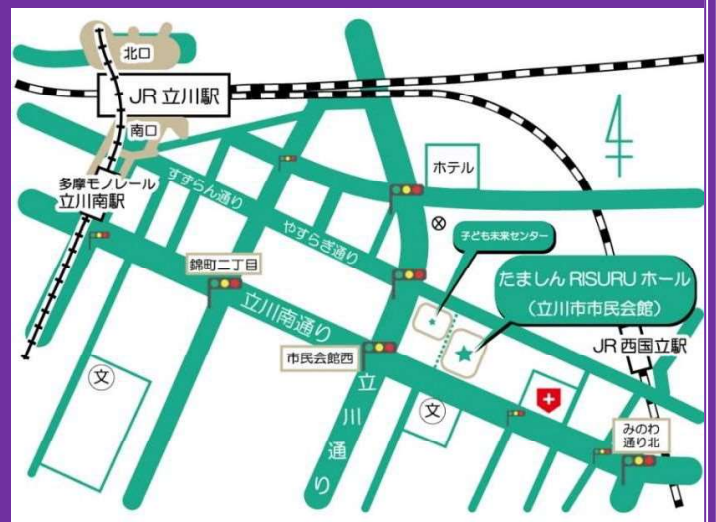 北口
JR 立川駅
南口
多摩モノレール
立川南駅
すずらん通り
やすらぎ通り
ホテル
子ども未来センター
たましん RISURU ホール
（立川市市民会館）
錦町二丁目
立川南通り
市民会館西
立川通り
JR 西国立駅
みのわ
通り北
文
文